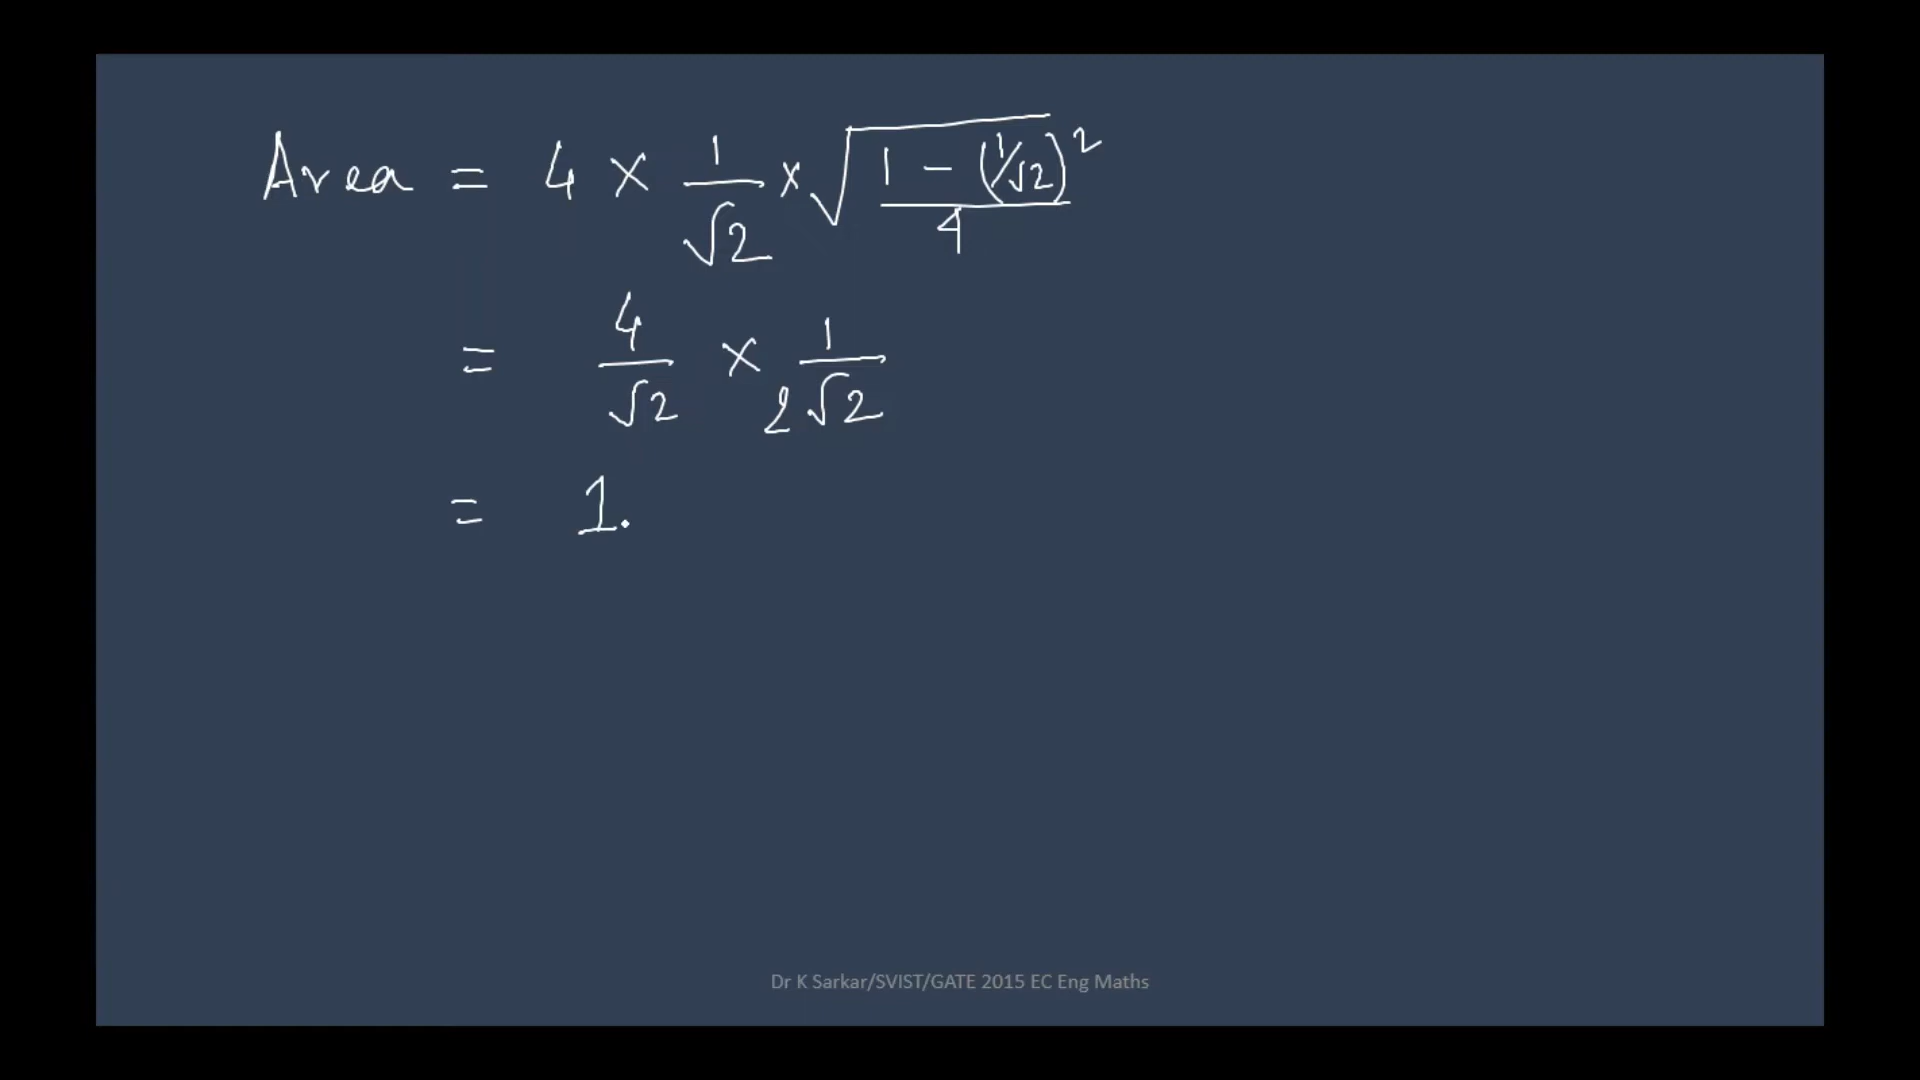 Area = 4 × 1/√2 × √((1 − (1/√2)²)/4)
= 4/√2 × 1/(2√2)
= 1.
Dr K Sarkar/SVIST/GATE 2015 EC Eng Maths